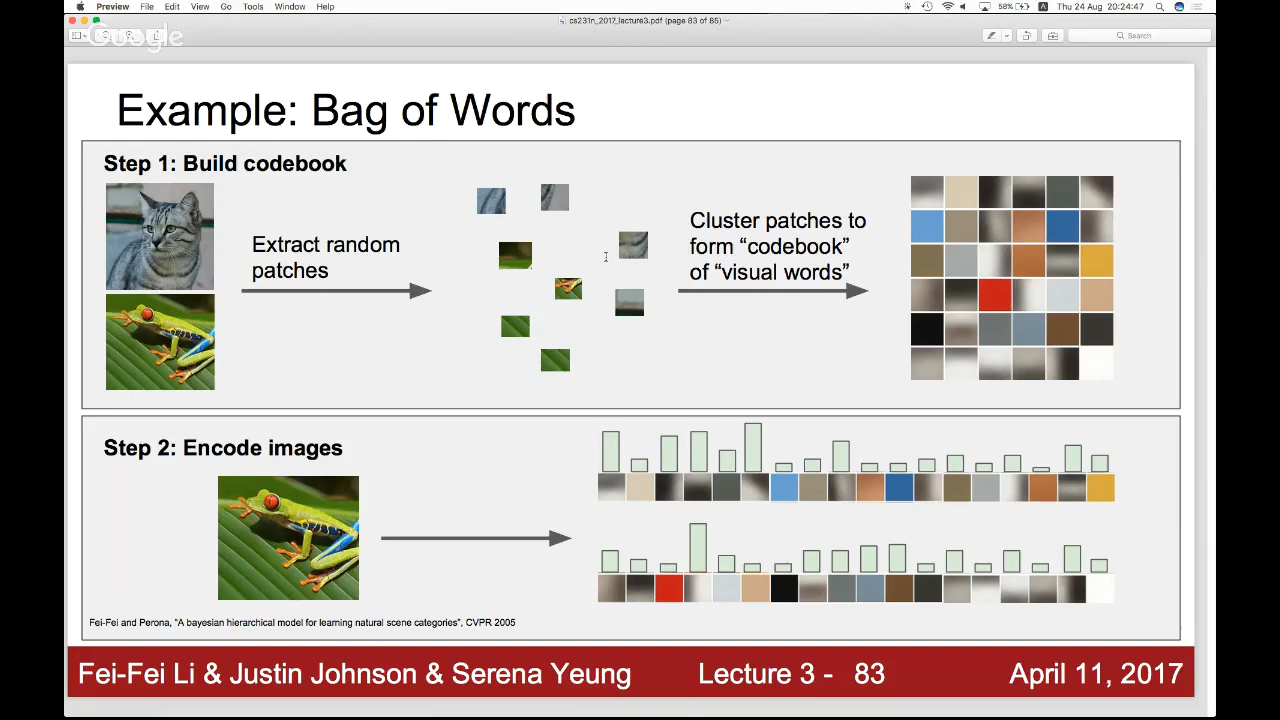 Preview File Edit View Go Tools Window Help 58% A Thu 24 Aug 20:24:47
cs231n_2017_lecture3.pdf (page 83 of 85)
Google
Search
Example: Bag of Words
Step 1: Build codebook
Extract random
patches
Cluster patches to
form “codebook”
of “visual words”
Step 2: Encode images
Fei-Fei and Perona, “A bayesian hierarchical model for learning natural scene categories”, CVPR 2005
Fei-Fei Li & Justin Johnson & Serena Yeung Lecture 3 - 83 April 11, 2017